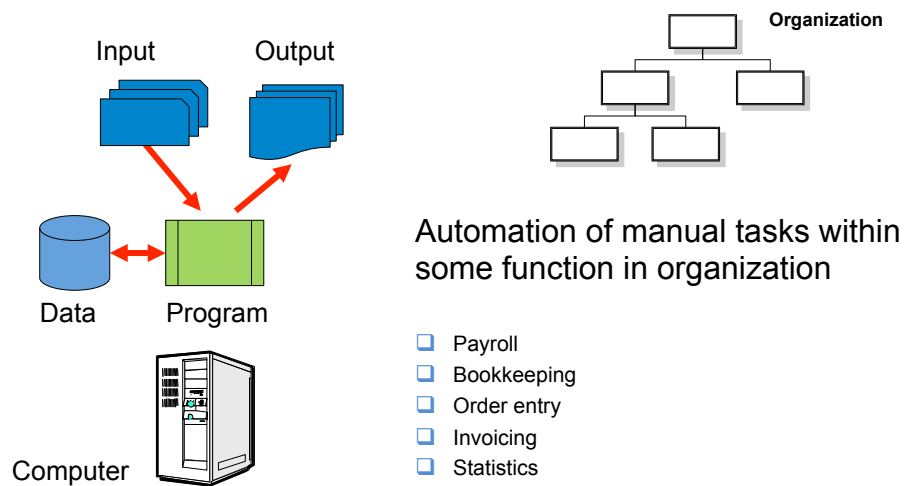 Input
Output
Organization
Data
Program
Computer
Automation of manual tasks within
some function in organization
Payroll
Bookkeeping
Order entry
Invoicing
Statistics